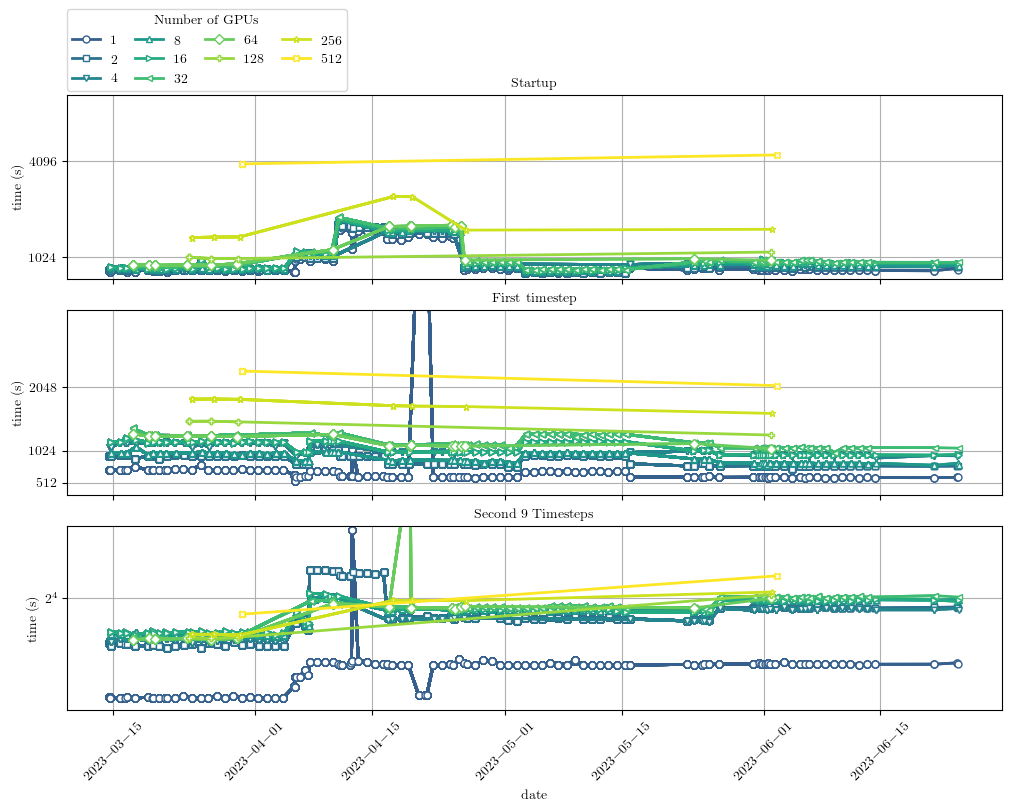 Number of GPUs
1 8 64 256
2 16 128 512
4 32
Startup
time (s)
4096
1024
First timestep
time (s)
2048
1024
512
Second 9 Timesteps
time (s)
2⁴
2023−03−15 2023−04−01 2023−04−15 2023−05−01 2023−05−15 2023−06−01 2023−06−15
date